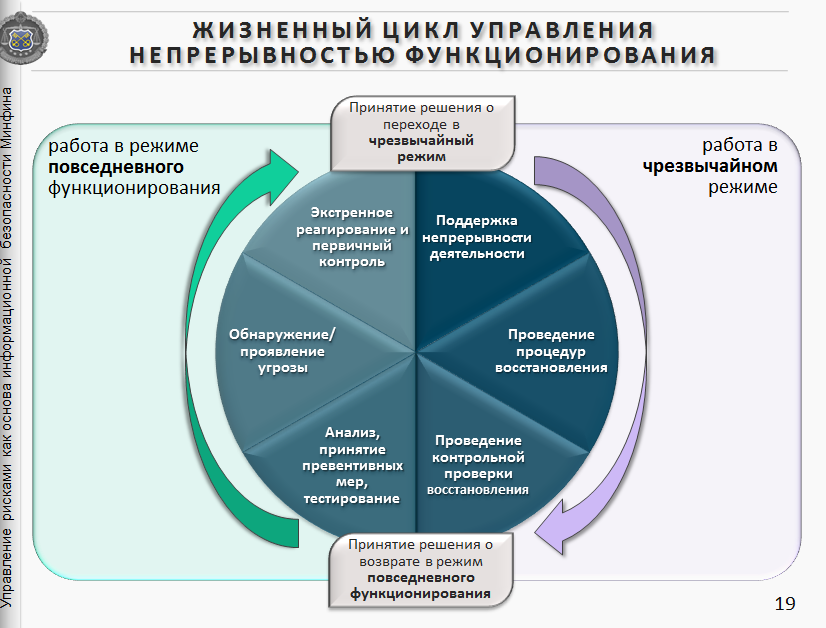 ЖИЗНЕННЫЙ ЦИКЛ УПРАВЛЕНИЯ
НЕПРЕРЫВНОСТЬЮ ФУНКЦИОНИРОВАНИЯ
Управление рисками как основа информационной безопасности Минфина
работа в режиме
повседневного
функционирования
Принятие решения о
переходе в
чрезвычайный
режим
работа в
чрезвычайном
режиме
Экстренное
реагирование и
первичный
контроль
Поддержка
непрерывности
деятельности
Обнаружение/
проявление
угрозы
Проведение
процедур
восстановления
Анализ,
принятие
превентивных
мер,
тестирование
Проведение
контрольной
проверки
восстановления
Принятие решения о
возврате в режим
повседневного
функционирования
19